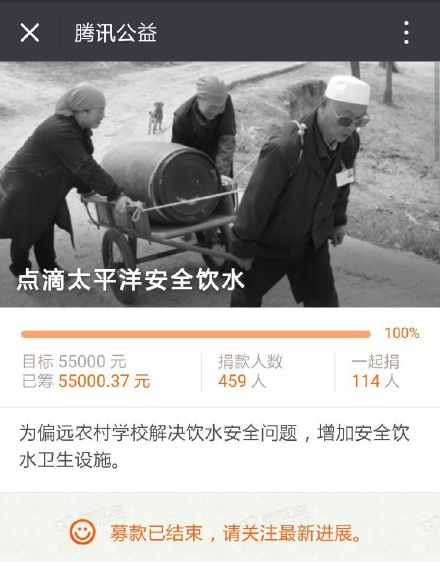 腾讯公益
点滴太平洋安全饮水
100%
目标 55000 元
已筹 55000.37 元
捐款人数
459 人
一起捐
114 人
为偏远农村学校解决饮水安全问题，增加安全饮
水卫生设施。
募款已结束，请关注最新进展。